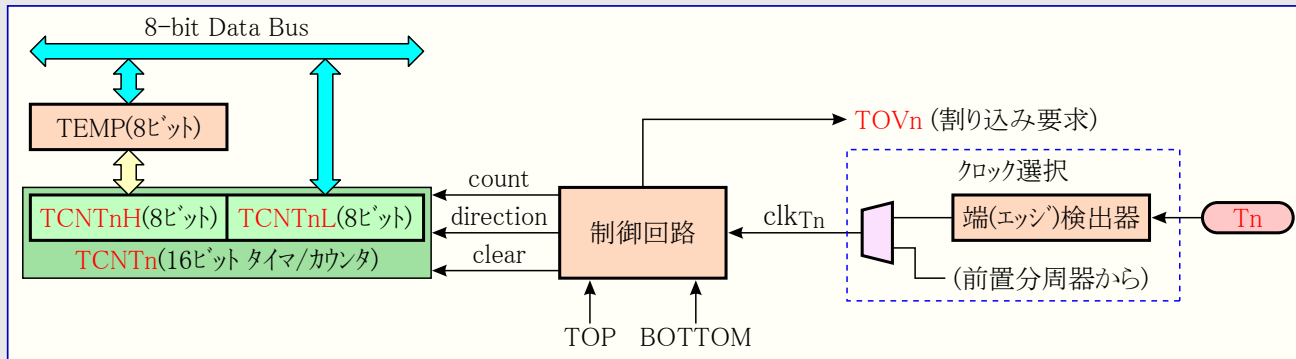 8-bit Data Bus
TEMP(8ﾋﾞｯﾄ)
TOVn (割り込み要求)
クロック選択
count
TCNTnH(8ﾋﾞｯﾄ)
TCNTnL(8ﾋﾞｯﾄ)
direction
制御回路
clkTn
端(ｴｯｼﾞ)検出器
Tn
TCNTn(16ﾋﾞｯﾄ ﾀｲﾏ/ｶｳﾝﾀ)
clear
(前置分周器から)
TOP
BOTTOM